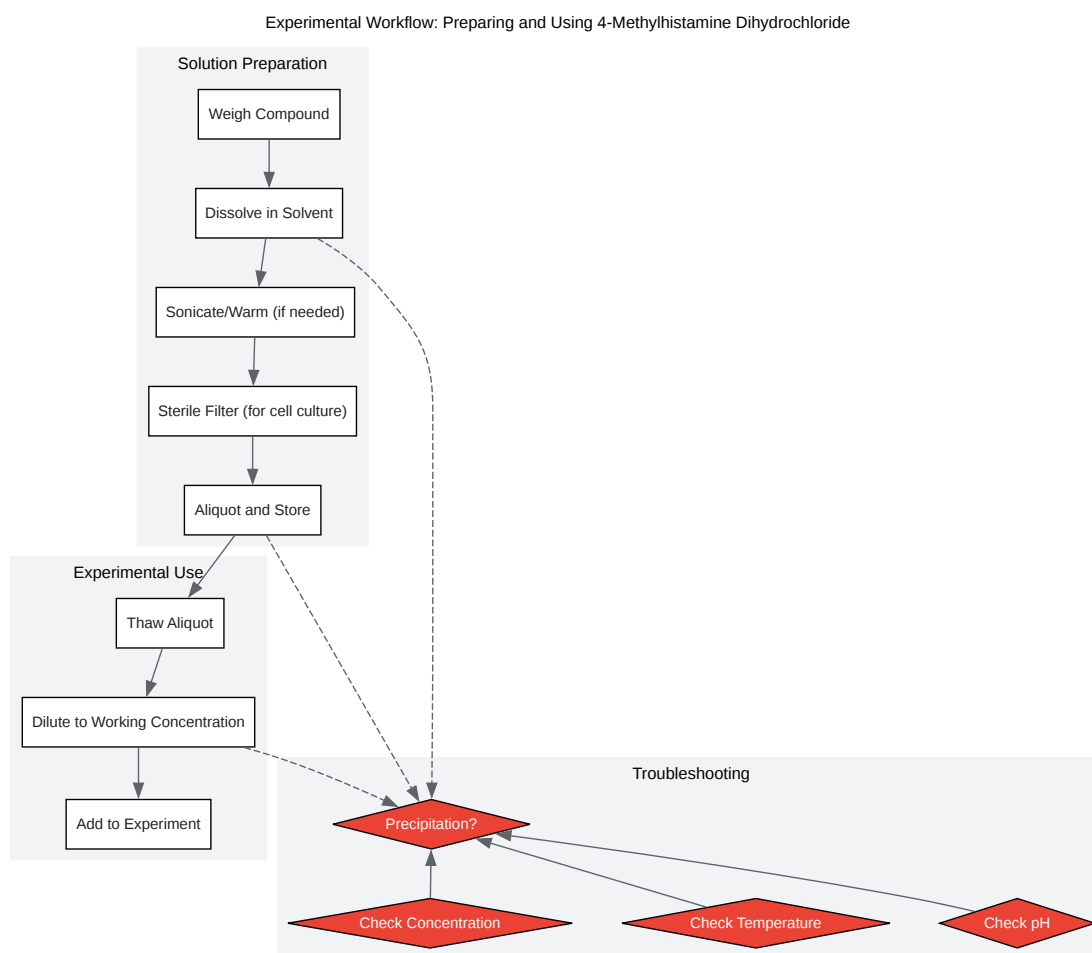 Experimental Workflow: Preparing and Using 4-Methylhistamine Dihydrochloride
Solution Preparation
Weigh Compound
Dissolve in Solvent
Sonicate/Warm (if needed)
Sterile Filter (for cell culture)
Aliquot and Store
Experimental Use
Thaw Aliquot
Dilute to Working Concentration
Add to Experiment
Troubleshooting
Precipitation?
Check Concentration
Check Temperature
Check pH